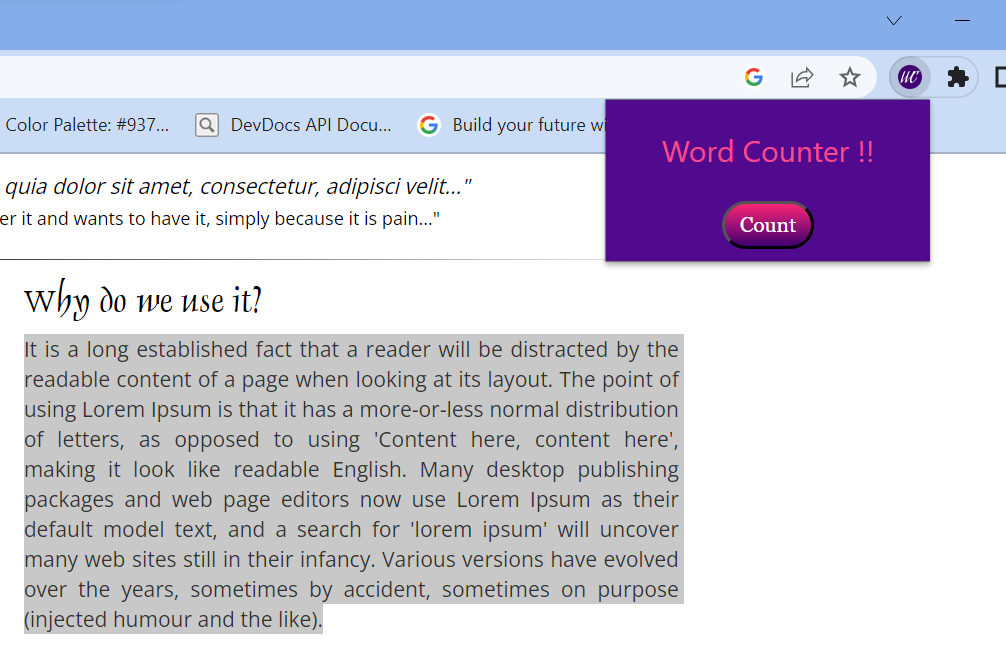 Color Palette: #937... DevDocs API Docu... Build your future wi
Word Counter !!
Count
quia dolor sit amet, consectetur, adipisci velit..."
er it and wants to have it, simply because it is pain..."
Why do we use it?
It is a long established fact that a reader will be distracted by the
readable content of a page when looking at its layout. The point of
using Lorem Ipsum is that it has a more-or-less normal distribution
of letters, as opposed to using 'Content here, content here',
making it look like readable English. Many desktop publishing
packages and web page editors now use Lorem Ipsum as their
default model text, and a search for 'lorem ipsum' will uncover
many web sites still in their infancy. Various versions have evolved
over the years, sometimes by accident, sometimes on purpose
(injected humour and the like).